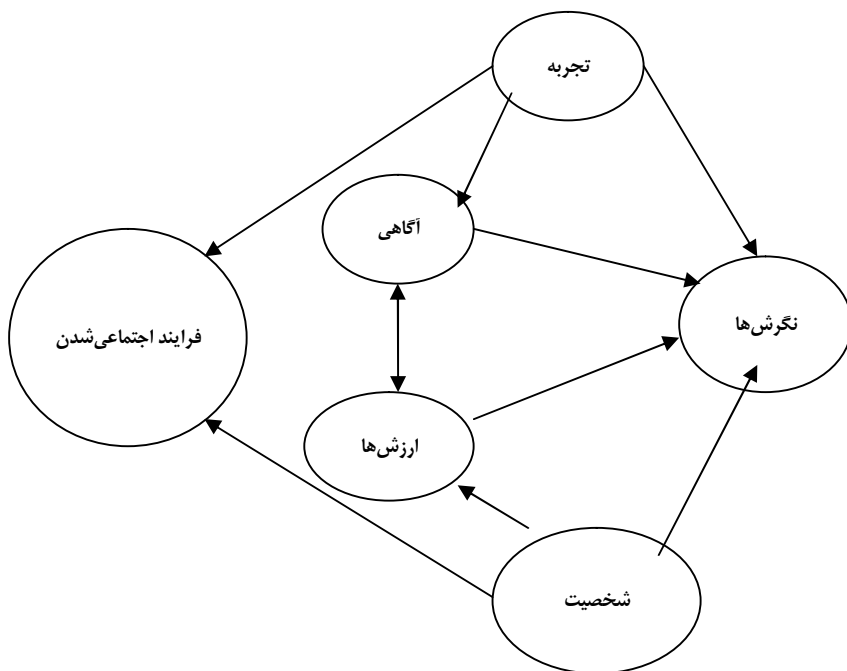 تجربه
آگاهی
نگرش‌ها
فرایند اجتماعی‌شدن
ارزش‌ها
شخصیت